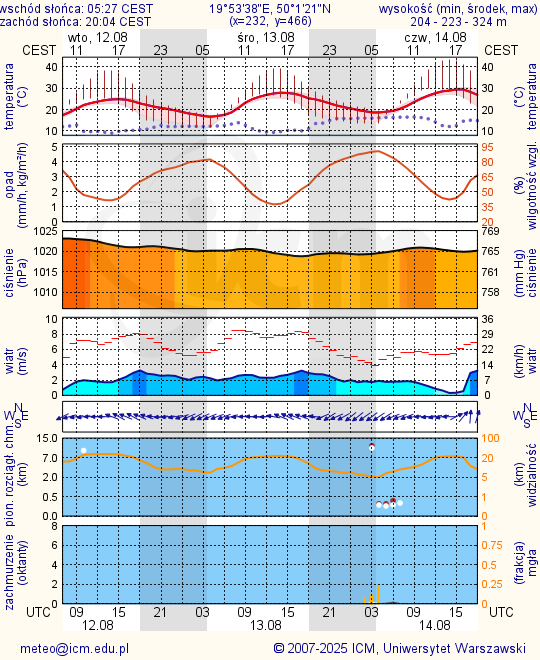 wschód słońca: 05:27 CEST 19°53'38"E, 50°1'21"N wysokość (min, środek, max)
zachód słońca: 20:04 CEST (x=232, y=466) 204 - 223 - 324 m
wto, 12.08 śro, 13.08 czw, 14.08
CEST 11 17 23 05 11 17 23 05 11 17 CEST
temperatura (°C)
40 30 20 10
40 30 20 10
(°C) temperatura
opad (mm/h, kg/m²/h)
5 4 3 2 1 0
95 80 65 50 35 20
(%) wilgotność wzgl.
ciśnienie (hPa)
1025 1020 1015 1010
769 765 761 758
(mm Hg) ciśnienie
wiatr (m/s)
10 8 6 4 2 0
36 29 22 14 7 0
(km/h) wiatr
N W E S
N W E S
pion. rozciągł. chm. (km)
15.0 7.0 2.0 0.5 0.0
100 20 5 1 0
(km) widzialność
zachmurzenie (oktanty)
8 6 4 2 0
1 0.75 0.5 0.25 0
(frakcja) mgła
UTC 09 15 21 03 09 15 21 03 09 15 UTC
12.08 13.08 14.08
meteo@icm.edu.pl © 2007-2025 ICM, Uniwersytet Warszawski